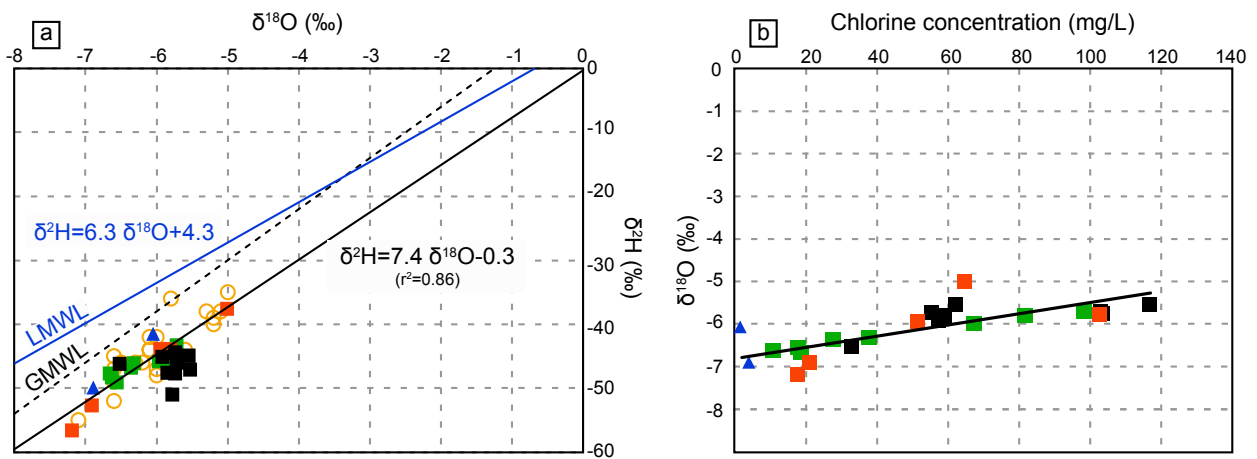 a
δ¹⁸O (‰)
-8 -7 -6 -5 -4 -3 -2 -1 0
0
-10
-20
-30
-40
-50
-60
δ²H (‰)
δ²H=6.3 δ¹⁸O+4.3
δ²H=7.4 δ¹⁸O-0.3
(r²=0.86)
LMWL
GMWL
b
Chlorine concentration (mg/L)
0 20 40 60 80 100 120 140
0
-1
-2
-3
-4
-5
-6
-7
-8
δ¹⁸O (‰)